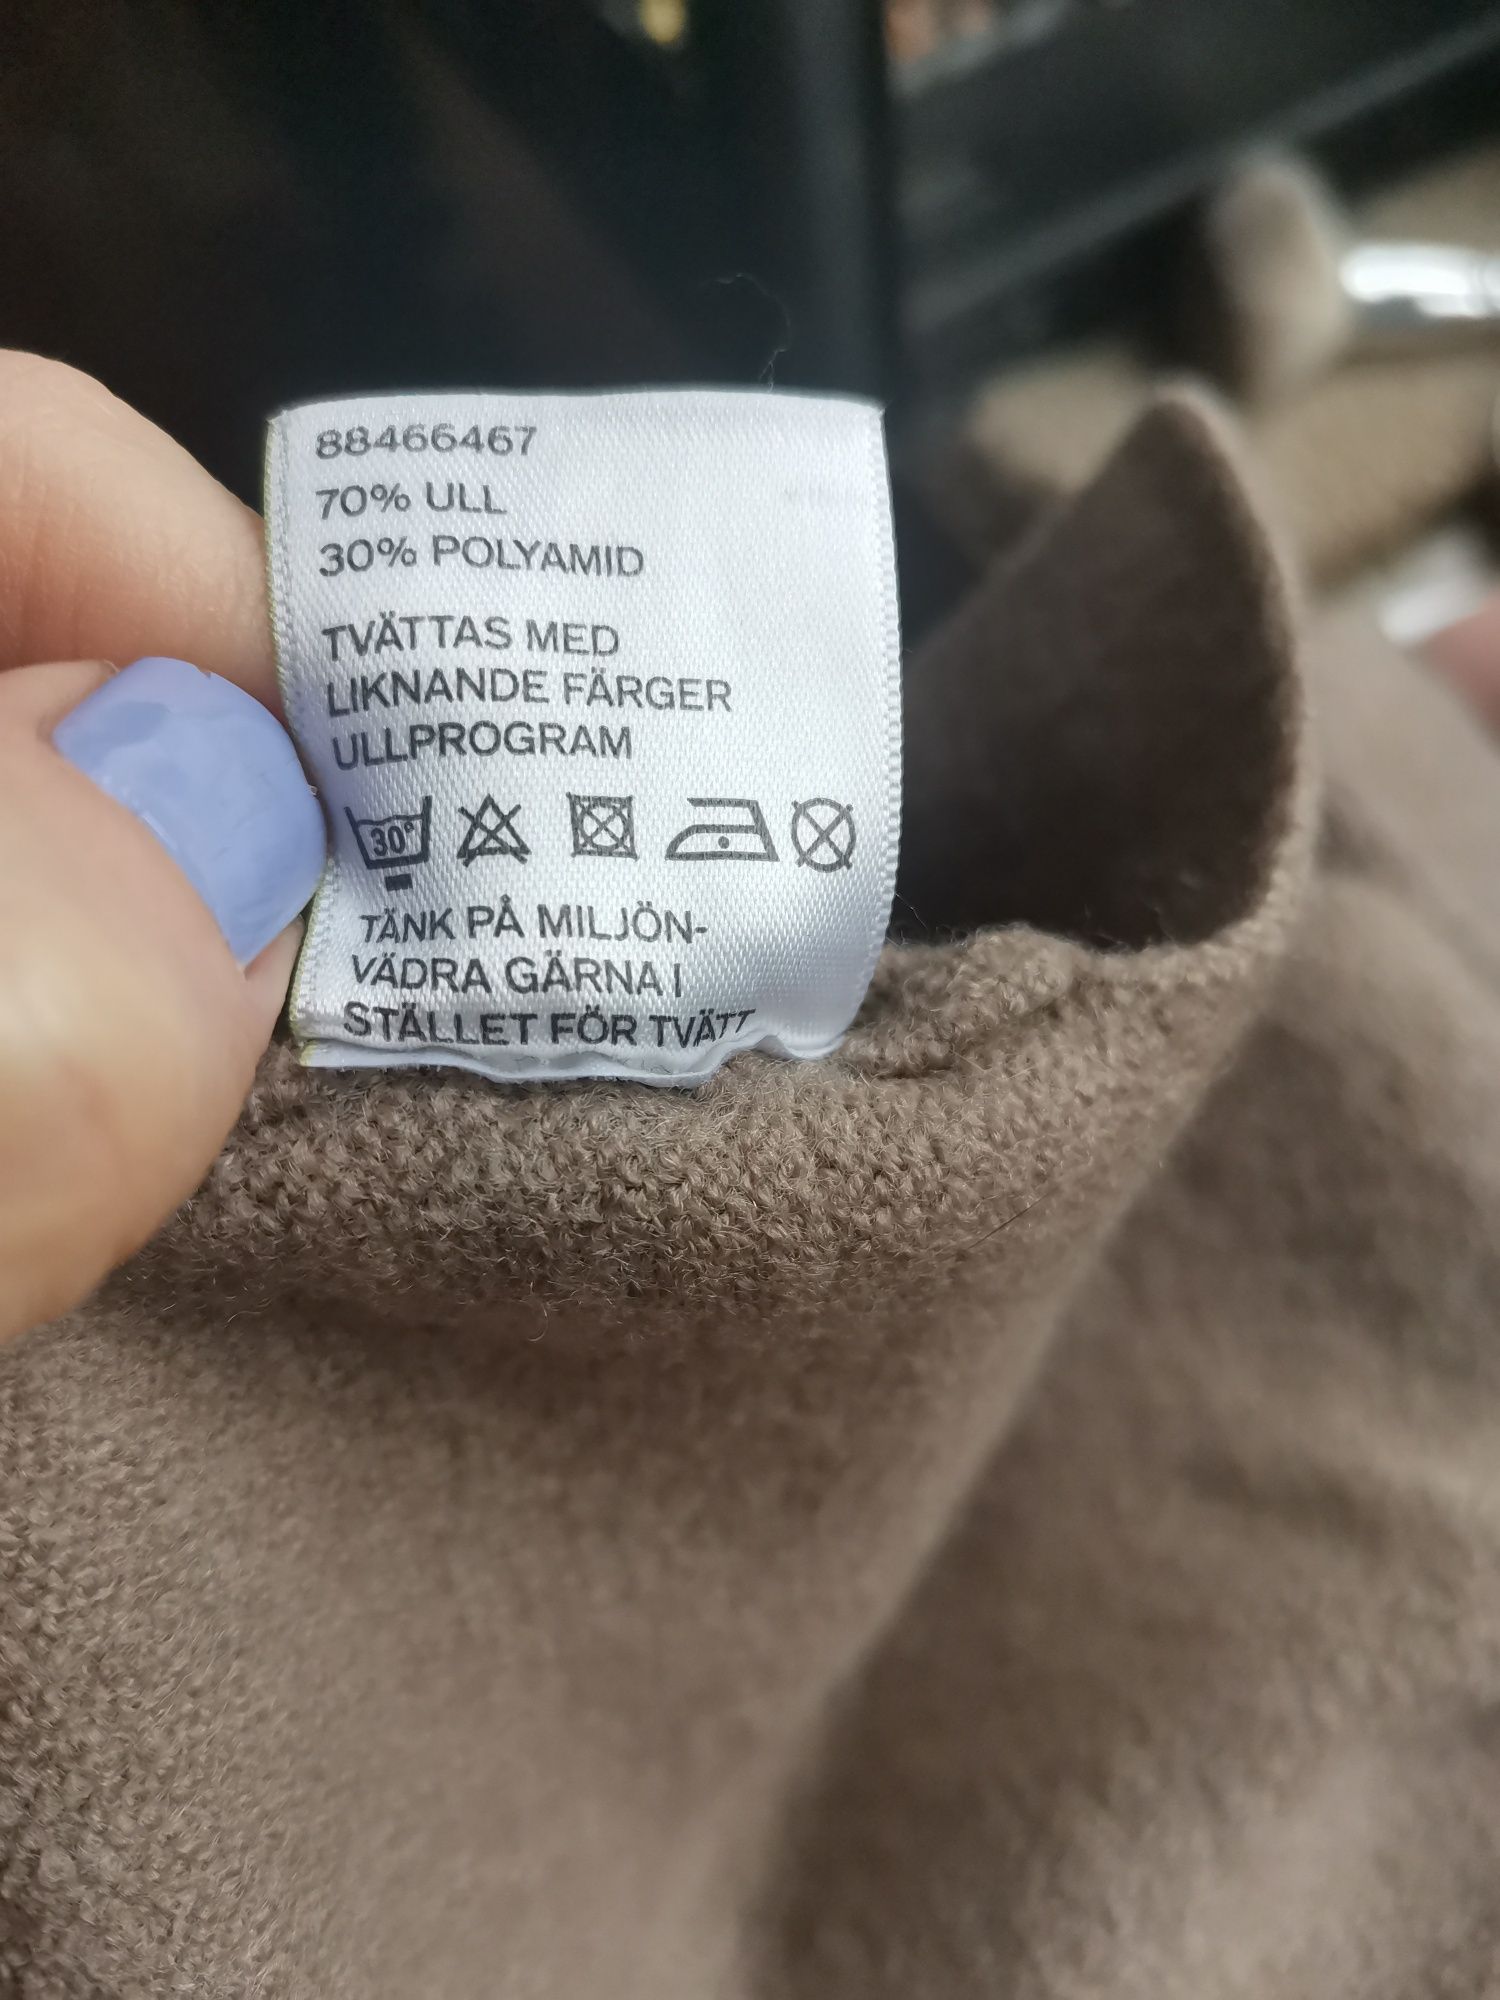 88466467
70% ULL
30% POLYAMID
TVÄTTAS MED
LIKNANDE FÄRGER
ULLPROGRAM
30°
TÄNK PÅ MILJÖN-
VÄDRA GÄRNA I
STÄLLET FÖR TVÄTT